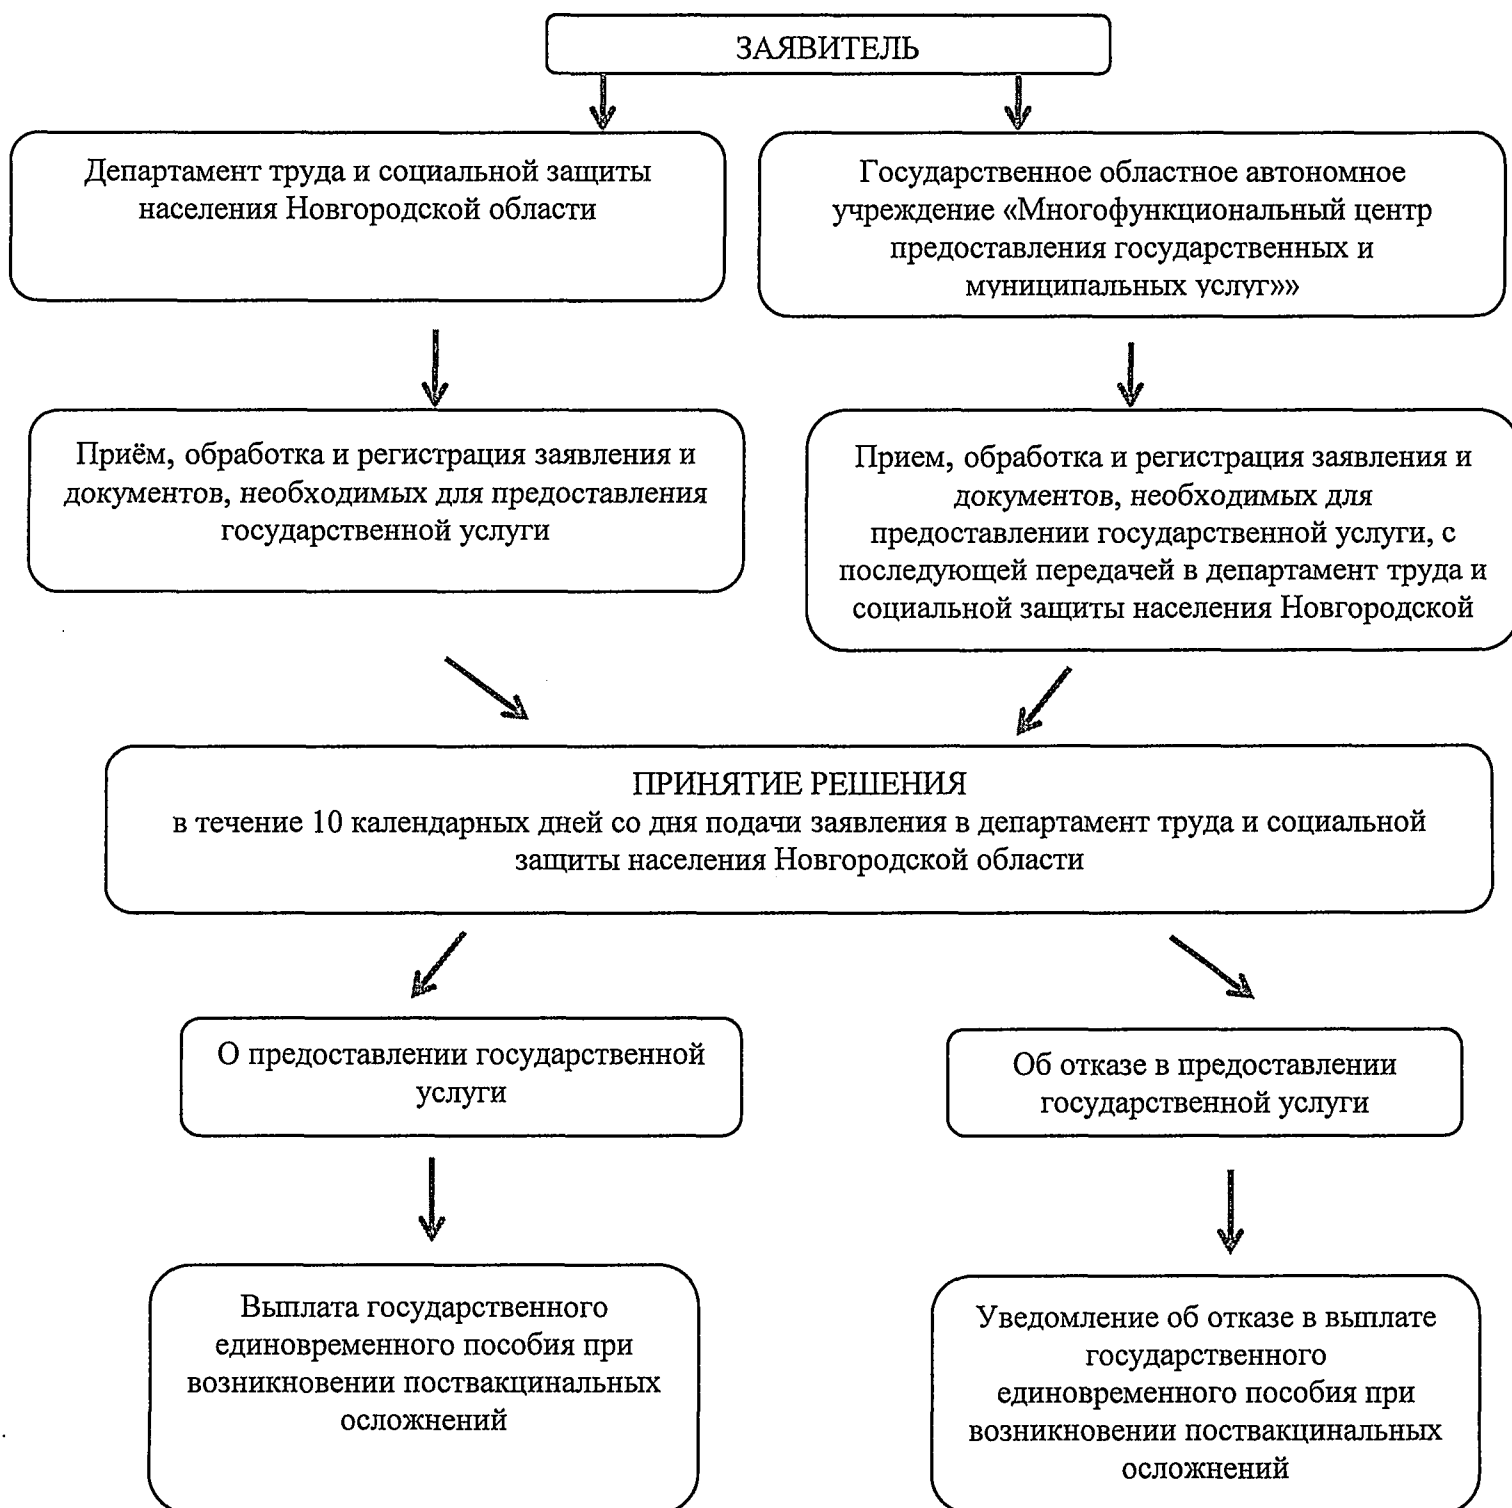 ЗАЯВИТЕЛЬ
Департамент труда и социальной защиты
населения Новгородской области
Государственное областное автономное
учреждение «Многофункциональный центр
предоставления государственных и
муниципальных услуг»»
Приём, обработка и регистрация заявления и
документов, необходимых для предоставления
государственной услуги
Прием, обработка и регистрация заявления и
документов, необходимых для
предоставлении государственной услуги, с
последующей передачей в департамент труда и
социальной защиты населения Новгородской
ПРИНЯТИЕ РЕШЕНИЯ
в течение 10 календарных дней со дня подачи заявления в департамент труда и социальной
защиты населения Новгородской области
О предоставлении государственной
услуги
Об отказе в предоставлении
государственной услуги
Выплата государственного
единовременного пособия при
возникновении поствакцинальных
осложнений
Уведомление об отказе в выплате
государственного
единовременного пособия при
возникновении поствакцинальных
осложнений